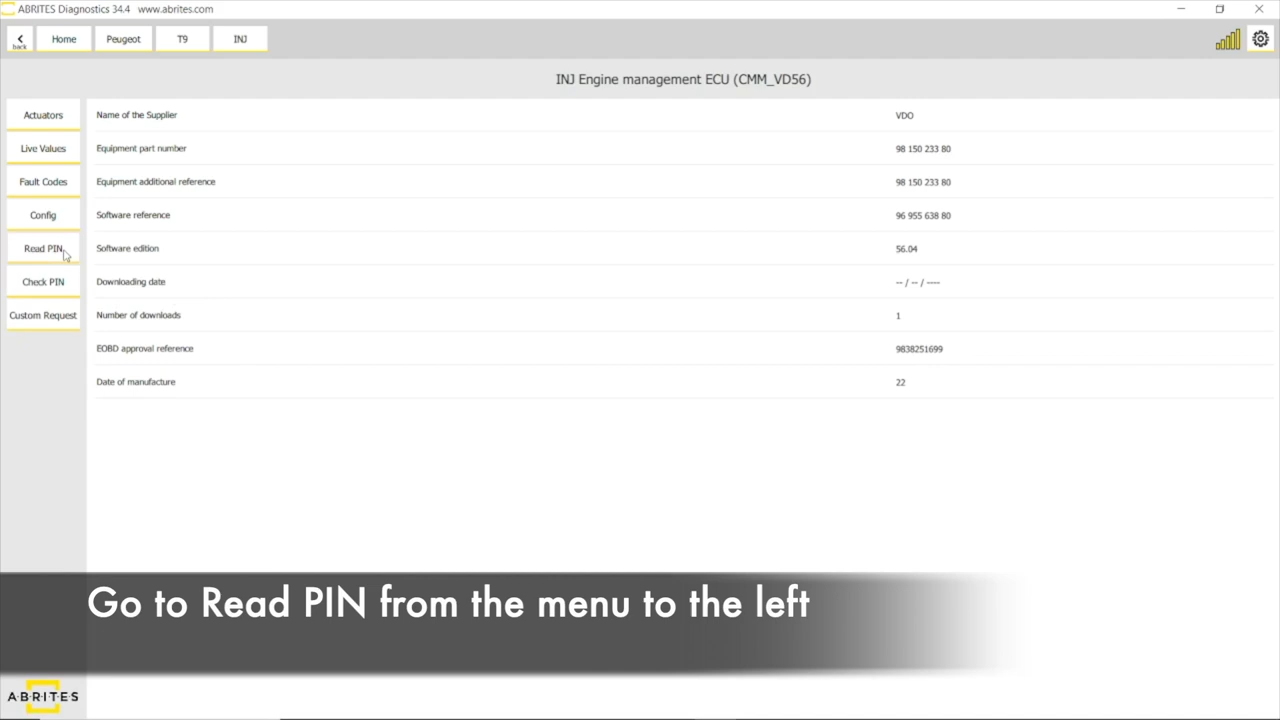 ABRITES Diagnostics 34.4 www.abrites.com
back
Home
Peugeot
T9
INJ
INJ Engine management ECU (CMM_VD56)
Actuators
Live Values
Fault Codes
Config
Read PIN
Check PIN
Custom Request
Name of the Supplier VDO
Equipment part number 98 150 233 80
Equipment additional reference 98 150 233 80
Software reference 96 955 638 80
Software edition 56.04
Downloading date -- / -- / ----
Number of downloads 1
EOBD approval reference 9838251699
Date of manufacture 22
Go to Read PIN from the menu to the left
ABRITES